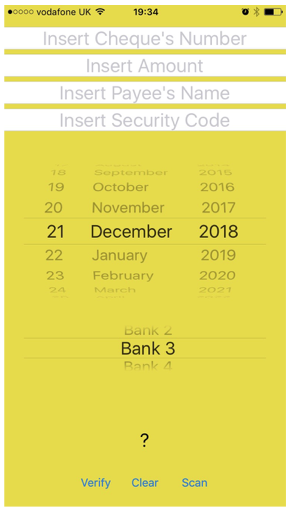 vodafone UK 19:34
Insert Cheque's Number
Insert Amount
Insert Payee's Name
Insert Security Code
18 September 2015
19 October 2016
20 November 2017
21 December 2018
22 January 2019
23 February 2020
24 March 2021
Bank 2
Bank 3
Bank 4
?
Verify Clear Scan